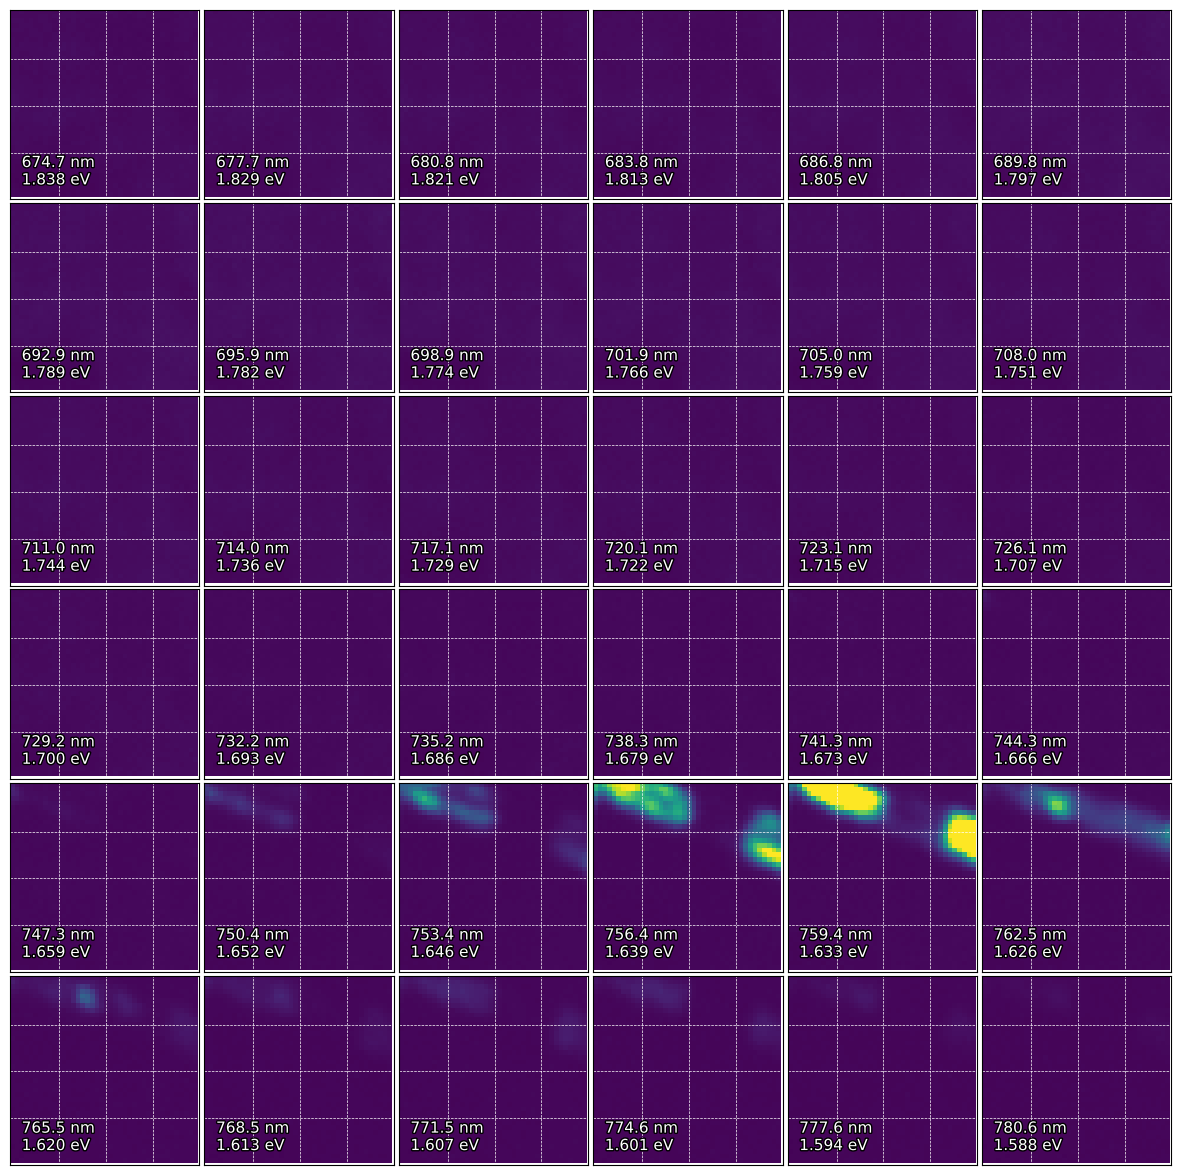 674.7 nm
1.838 eV
677.7 nm
1.829 eV
680.8 nm
1.821 eV
683.8 nm
1.813 eV
686.8 nm
1.805 eV
689.8 nm
1.797 eV
692.9 nm
1.789 eV
695.9 nm
1.782 eV
698.9 nm
1.774 eV
701.9 nm
1.766 eV
705.0 nm
1.759 eV
708.0 nm
1.751 eV
711.0 nm
1.744 eV
714.0 nm
1.736 eV
717.1 nm
1.729 eV
720.1 nm
1.722 eV
723.1 nm
1.715 eV
726.1 nm
1.707 eV
729.2 nm
1.700 eV
732.2 nm
1.693 eV
735.2 nm
1.686 eV
738.3 nm
1.679 eV
741.3 nm
1.673 eV
744.3 nm
1.666 eV
747.3 nm
1.659 eV
750.4 nm
1.652 eV
753.4 nm
1.646 eV
756.4 nm
1.639 eV
759.4 nm
1.633 eV
762.5 nm
1.626 eV
765.5 nm
1.620 eV
768.5 nm
1.613 eV
771.5 nm
1.607 eV
774.6 nm
1.601 eV
777.6 nm
1.594 eV
780.6 nm
1.588 eV